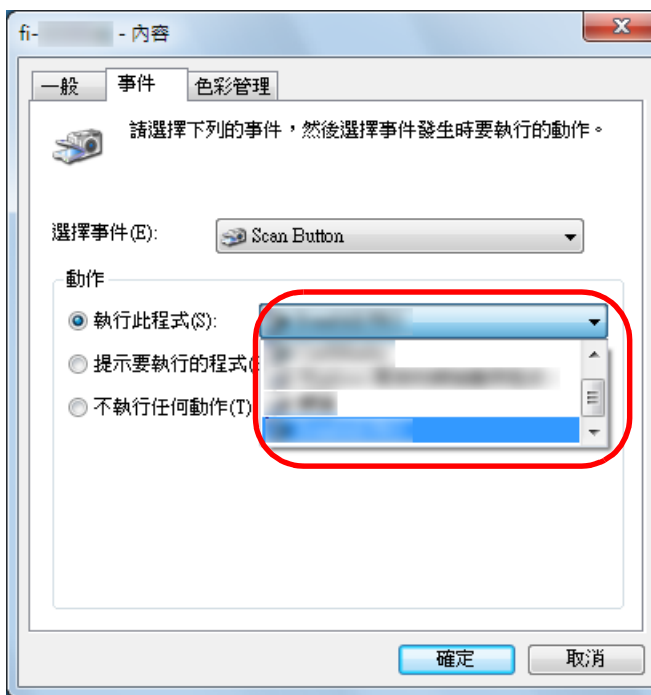 fi- - 內容
一般 事件 色彩管理
請選擇下列的事件，然後選擇事件發生時要執行的動作。
選擇事件(E): Scan Button
動作
執行此程式(S):
提示要執行的程式(
不執行任何動作(T)
確定 取消